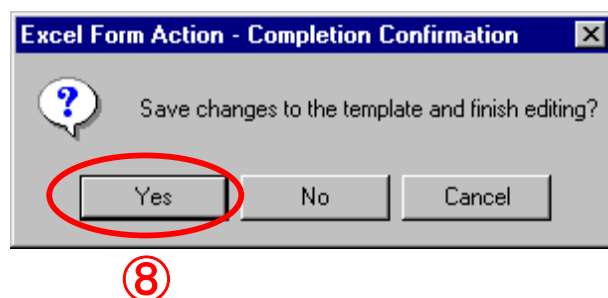 Excel Form Action - Completion Confirmation
Save changes to the template and finish editing?
Yes No Cancel
⑧